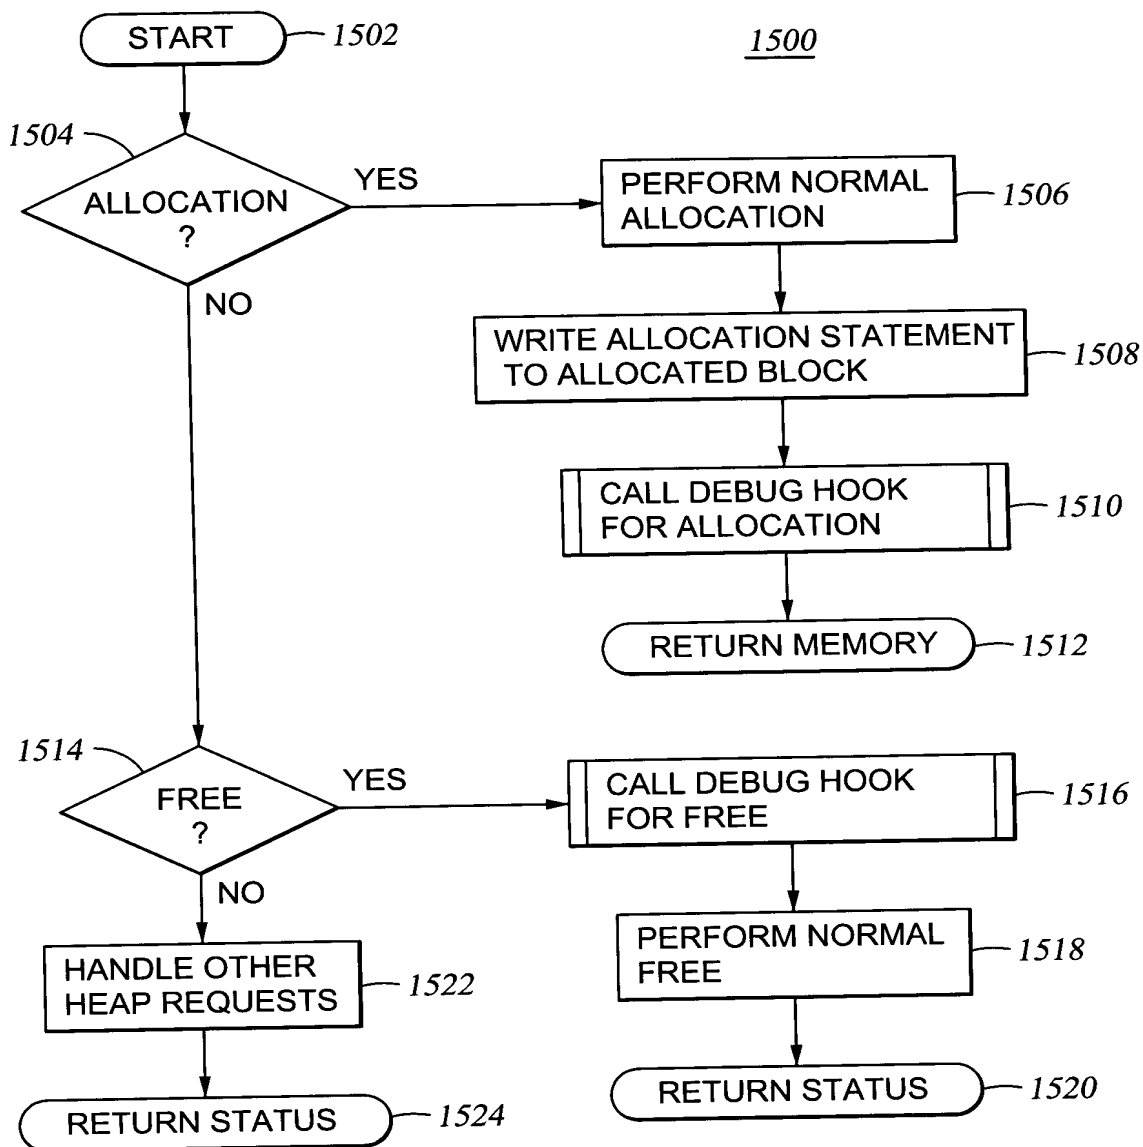 START
1502
1500
1504
ALLOCATION
?
YES
NO
PERFORM NORMAL
ALLOCATION
1506
WRITE ALLOCATION STATEMENT
TO ALLOCATED BLOCK
1508
CALL DEBUG HOOK
FOR ALLOCATION
1510
RETURN MEMORY
1512
1514
FREE
?
YES
NO
CALL DEBUG HOOK
FOR FREE
1516
PERFORM NORMAL
FREE
1518
HANDLE OTHER
HEAP REQUESTS
1522
RETURN STATUS
1520
RETURN STATUS
1524